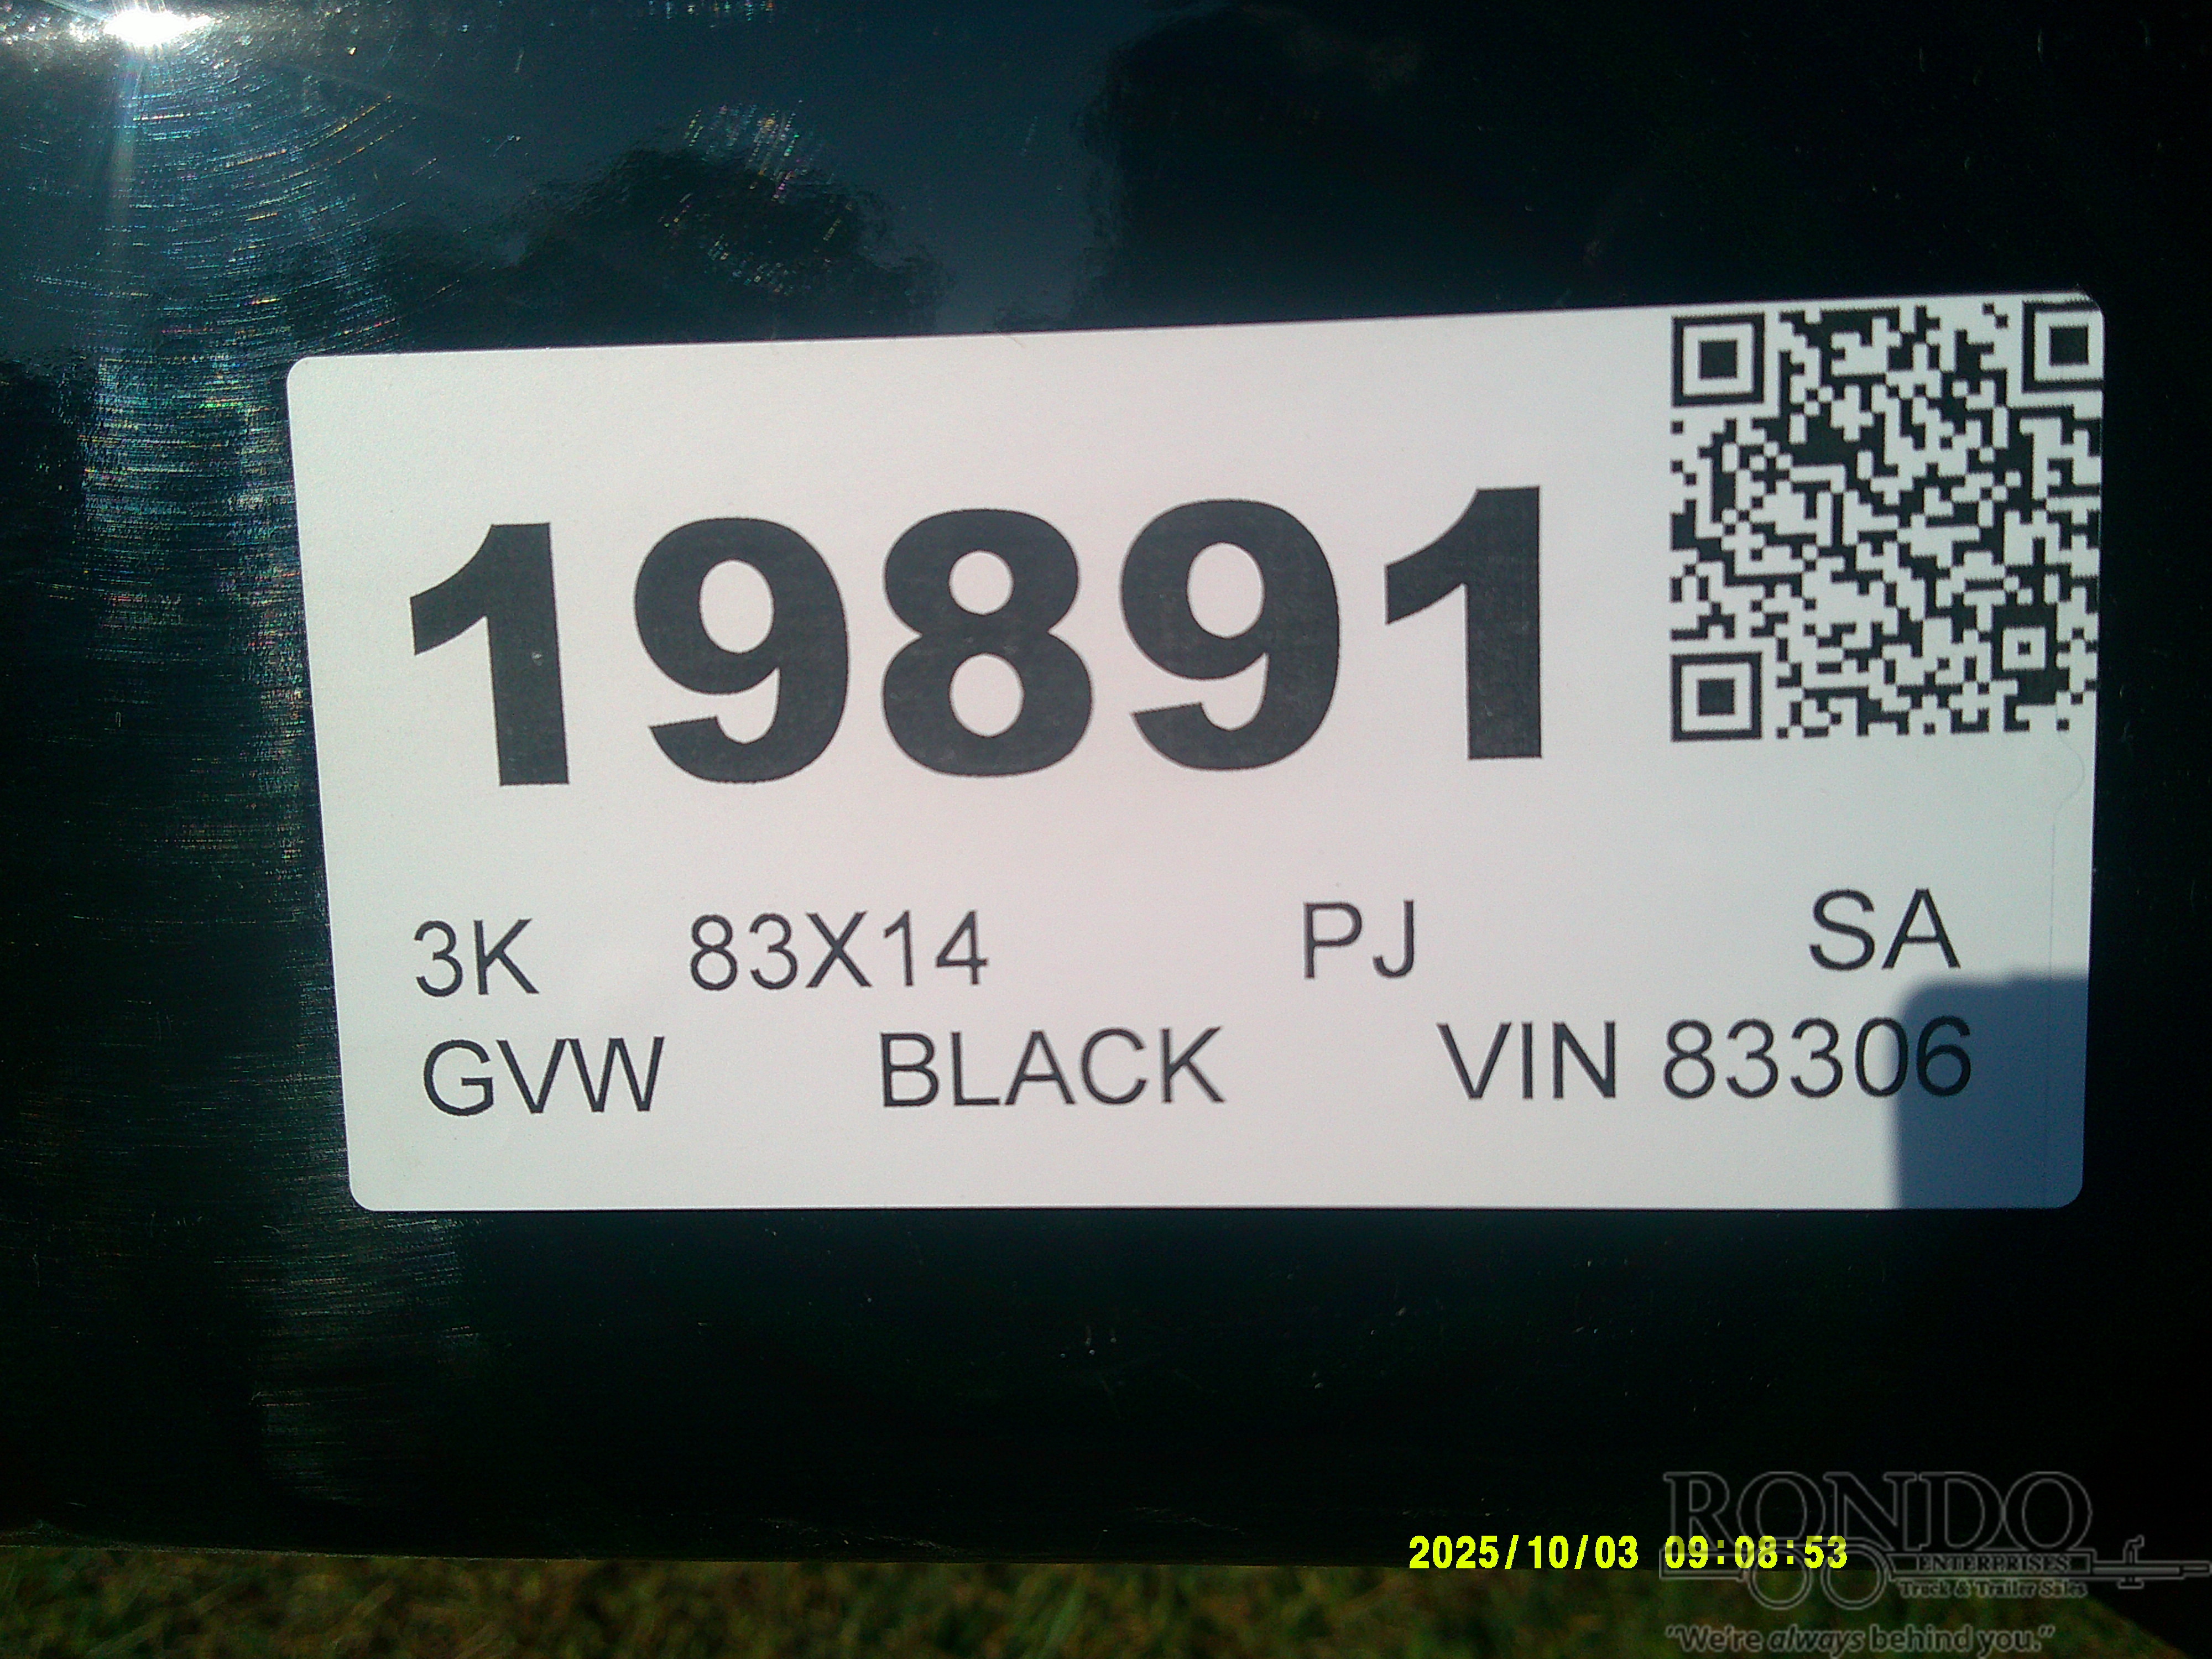 19891
3K 83X14 PJ SA
GVW BLACK VIN 83306
2025/10/03 09:08:53
RONDO
ENTERPRISES
Truck & Trailer Sales
"We're always behind you."